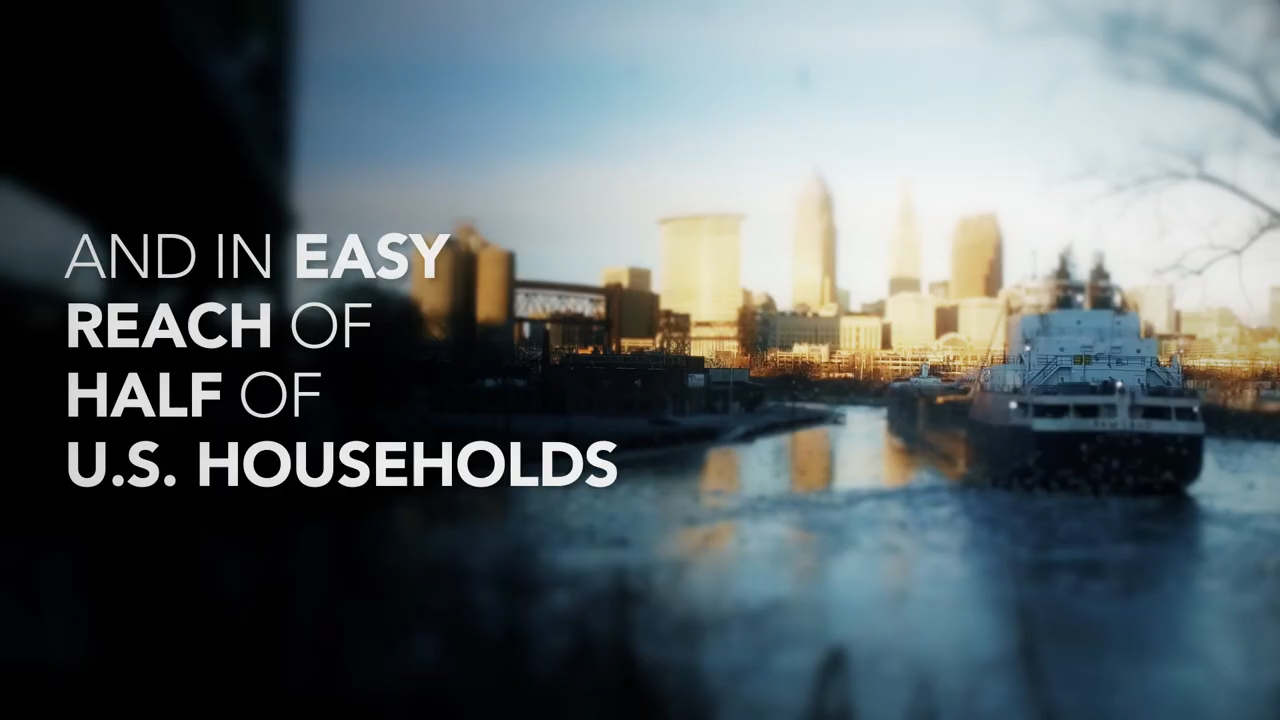 AND IN EASY
REACH OF
HALF OF
U.S. HOUSEHOLDS